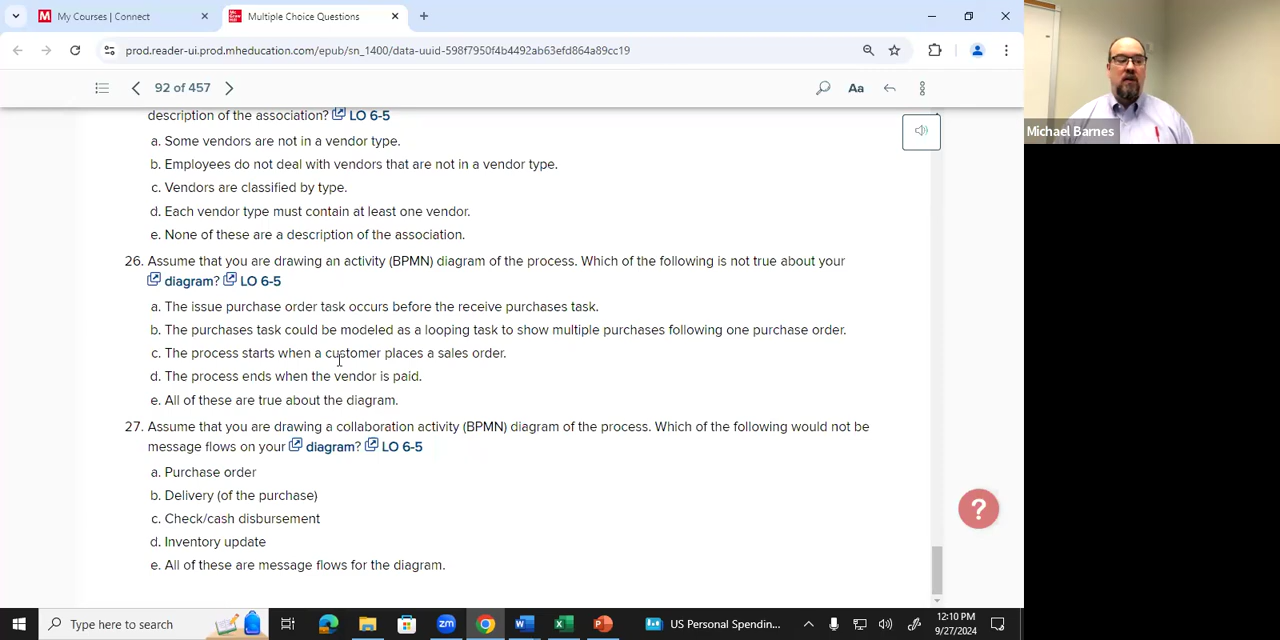 My Courses | Connect
Multiple Choice Questions
prod.reader-ui.prod.mheducation.com/epub/sn_1400/data-uuid-598f7950f4b4492ab63efd864a89cc19
92 of 457
Aa
description of the association? LO 6-5
a. Some vendors are not in a vendor type.
b. Employees do not deal with vendors that are not in a vendor type.
c. Vendors are classified by type.
d. Each vendor type must contain at least one vendor.
e. None of these are a description of the association.
26. Assume that you are drawing an activity (BPMN) diagram of the process. Which of the following is not true about your
diagram? LO 6-5
a. The issue purchase order task occurs before the receive purchases task.
b. The purchases task could be modeled as a looping task to show multiple purchases following one purchase order.
c. The process starts when a customer places a sales order.
d. The process ends when the vendor is paid.
e. All of these are true about the diagram.
27. Assume that you are drawing a collaboration activity (BPMN) diagram of the process. Which of the following would not be
message flows on your diagram? LO 6-5
a. Purchase order
b. Delivery (of the purchase)
c. Check/cash disbursement
d. Inventory update
e. All of these are message flows for the diagram.
?
Michael Barnes
Type here to search
zm
US Personal Spendin...
12:10 PM
9/27/2024